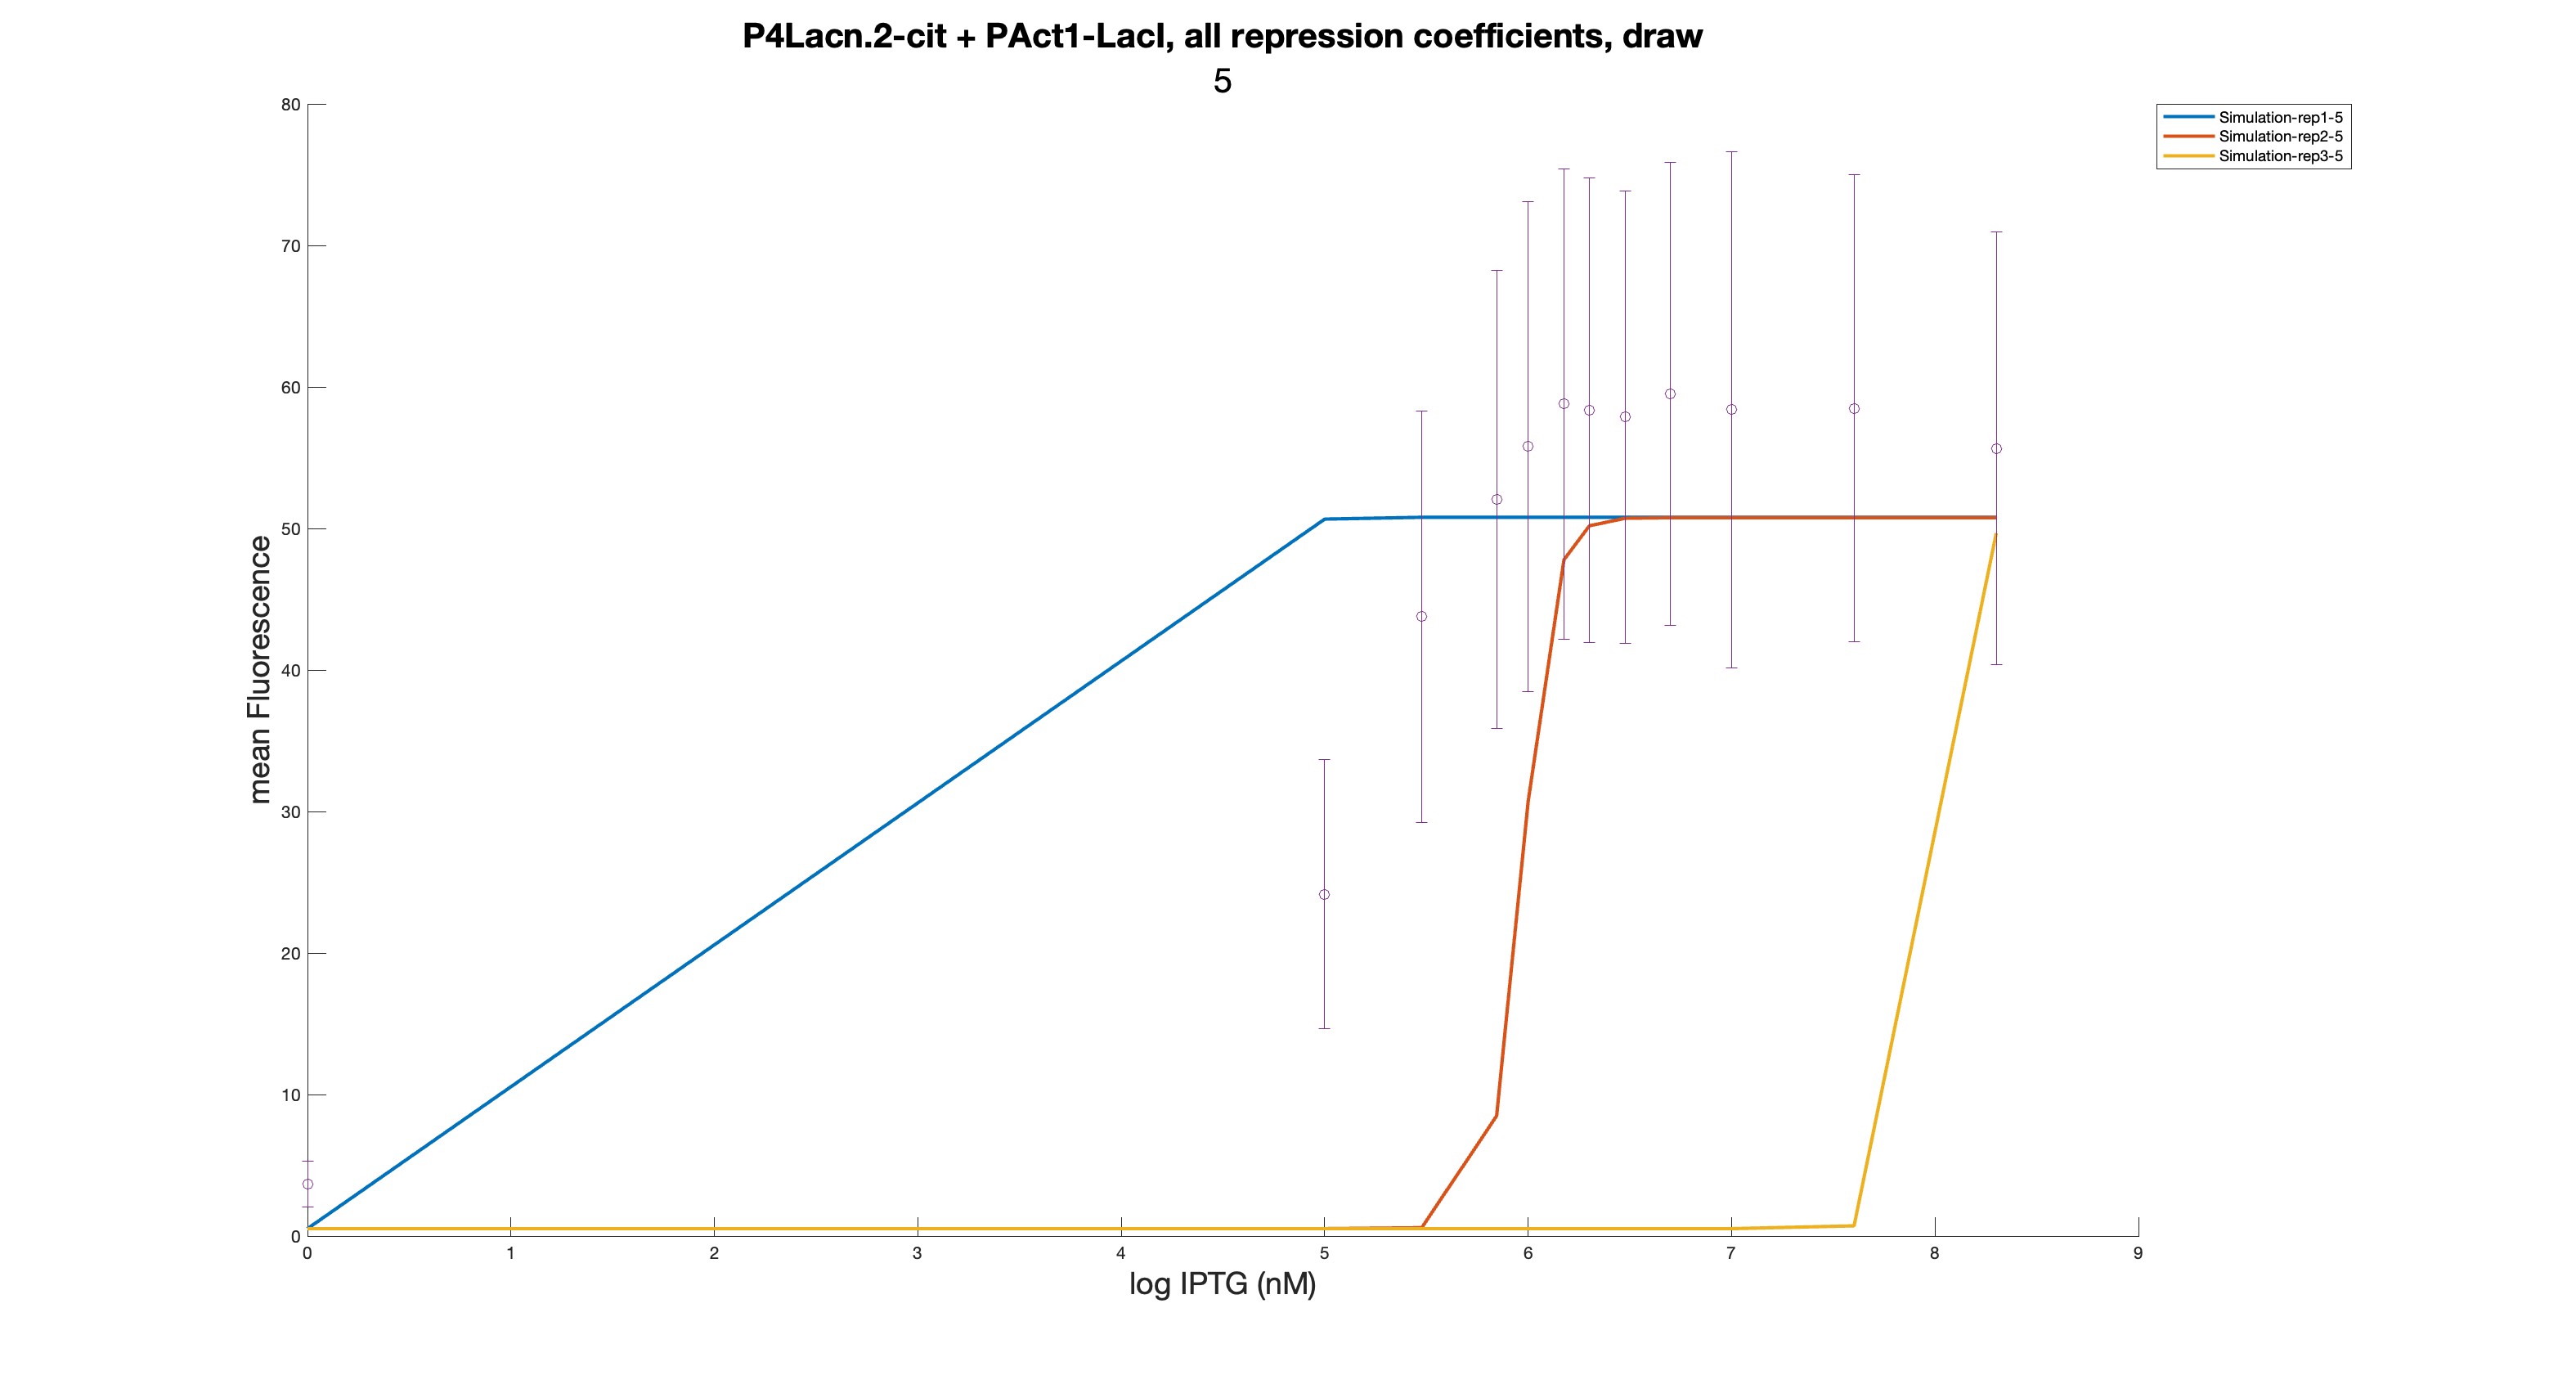 P4Lacn.2-cit + PAct1-LacI, all repression coefficients, draw
5
Simulation-rep1-5
Simulation-rep2-5
Simulation-rep3-5
mean Fluorescence
80
70
60
50
40
30
20
10
0
0 1 2 3 4 5 6 7 8 9
log IPTG (nM)